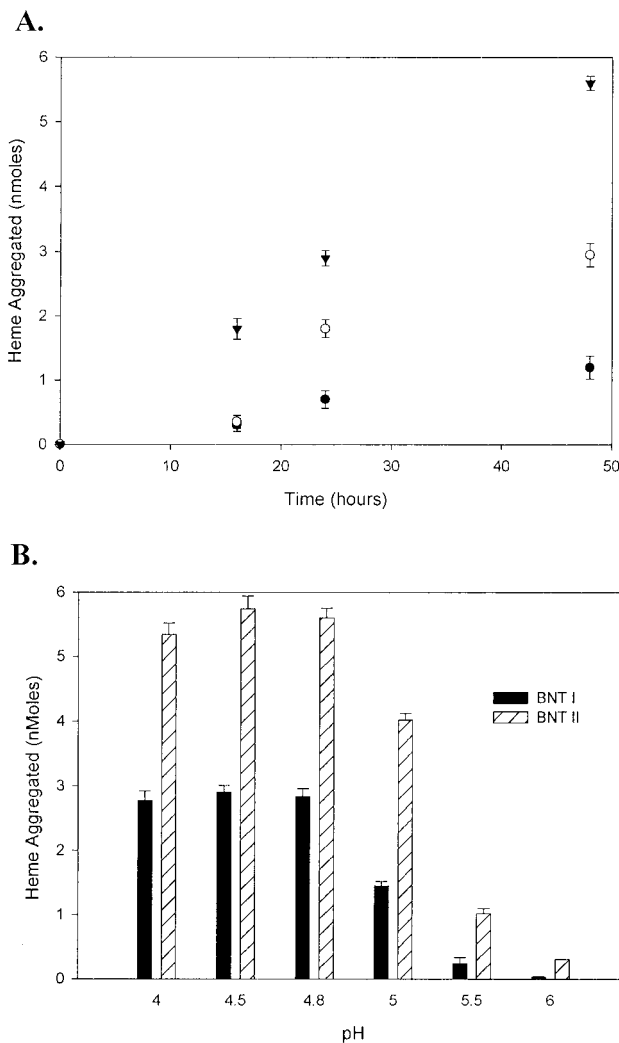 A.
6
5
4
3
2
1
0
Heme Aggregated (nmoles)
0 10 20 30 40 50
Time (hours)
B.
6
5
4
3
2
1
0
Heme Aggregated (nMoles)
BNT I
BNT II
4 4.5 4.8 5 5.5 6
pH